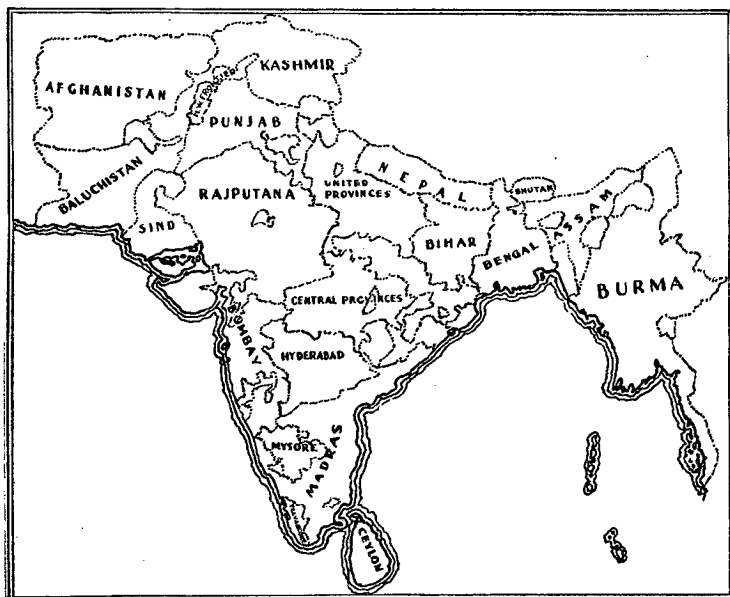 KASHMIR
AFGHANISTAN
N.W. FRONTIER
PUNJAB
BALUCHISTAN
RAJPUTANA
UNITED
PROVINCES
NEPAL
BHUTAN
SIND
ASSAM
BIHAR
BENGAL
BURMA
CENTRAL PROVINCES
BOMBAY
HYDERABAD
MYSORE
MADRAS
CEYLON